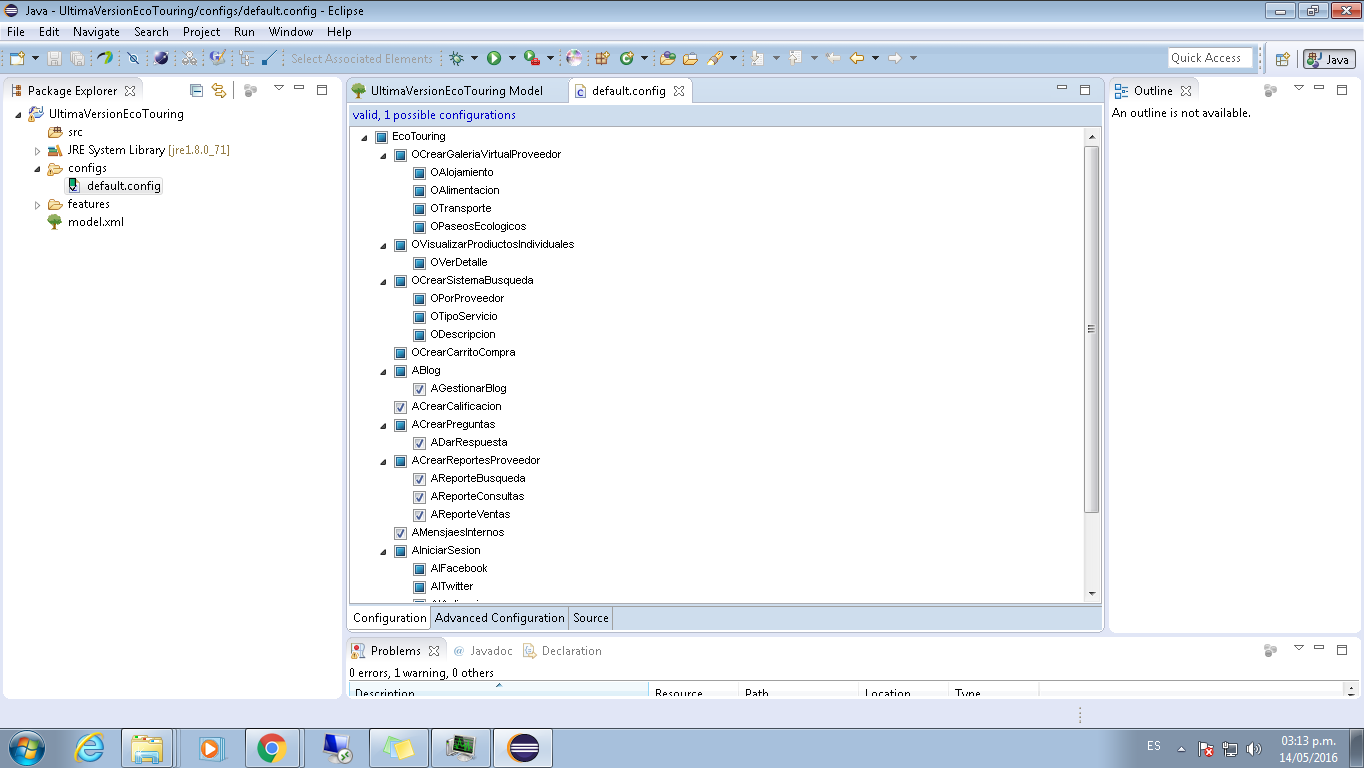 Java - UltimaVersionEcoTouring/configs/default.config - Eclipse
File Edit Navigate Search Project Run Window Help
Select Associated Elements
Quick Access
Java
Package Explorer
UltimaVersionEcoTouring
src
JRE System Library [jre1.8.0_71]
configs
default.config
features
model.xml
UltimaVersionEcoTouring Model
default.config
valid, 1 possible configurations
EcoTouring
OCrearGaleriaVirtualProveedor
OAlojamiento
OAlimentacion
OTransporte
OPaseosEcologicos
OVisualizarProdiuctosIndividuales
OVerDetalle
OCrearSistemaBusqueda
OPorProveedor
OTipoServicio
ODescripcion
OCrearCarritoCompra
ABlog
AGestionarBlog
ACrearCalificacion
ACrearPreguntas
ADarRespuesta
ACrearReportesProveedor
AReporteBusqueda
AReporteConsultas
AReporteVentas
AMensjaesInternos
AIniciarSesion
AIFacebook
AITwitter
Configuration Advanced Configuration Source
Outline
An outline is not available.
Problems @ Javadoc Declaration
0 errors, 1 warning, 0 others
Description Resource Path Location Type
ES
03:13 p.m.
14/05/2016